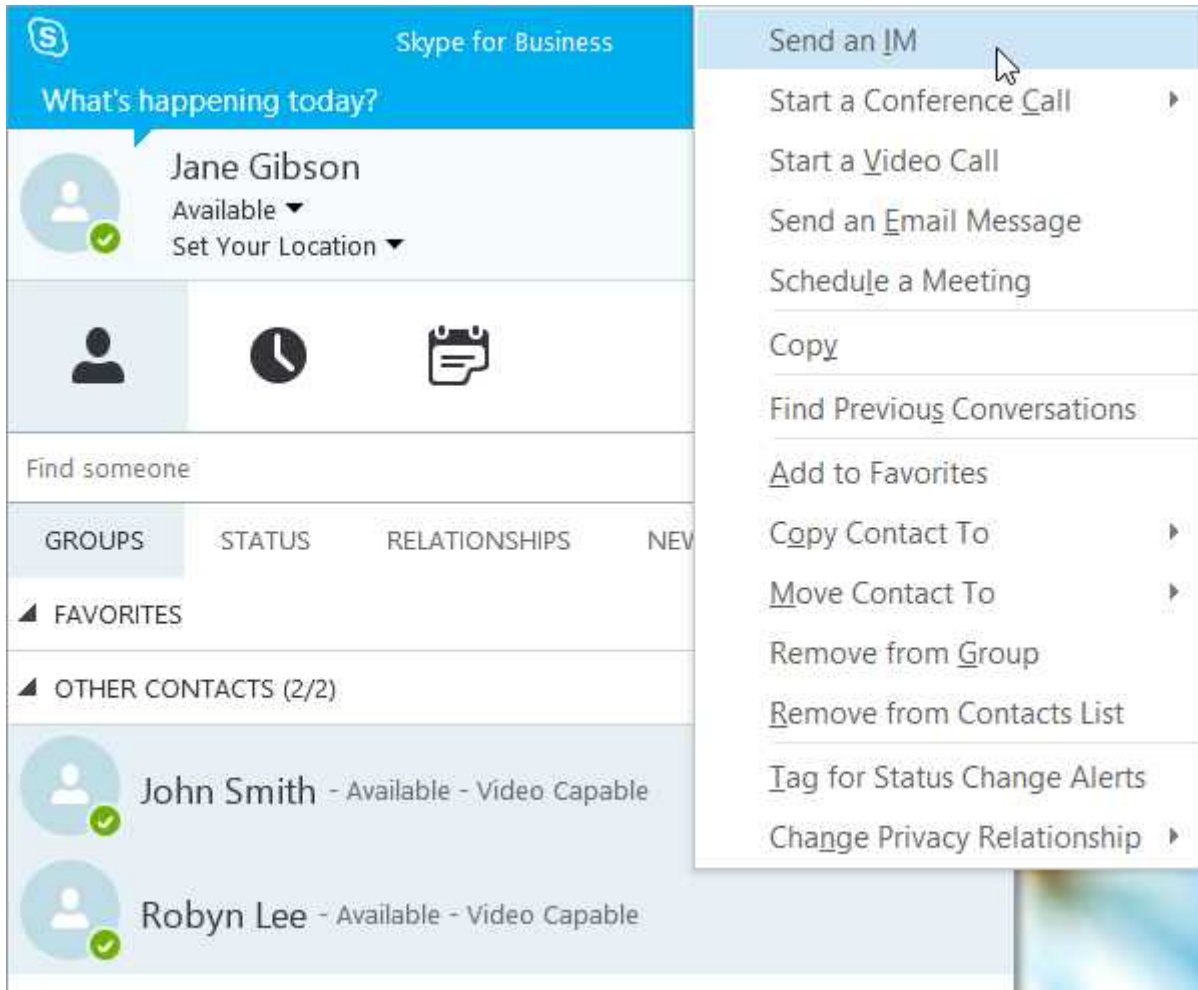 Skype for Business
What's happening today?
Jane Gibson
Available
Set Your Location
Find someone
GROUPS STATUS RELATIONSHIPS
FAVORITES
OTHER CONTACTS (2/2)
John Smith - Available - Video Capable
Robyn Lee - Available - Video Capable
Send an IM
Start a Conference Call
Start a Video Call
Send an Email Message
Schedule a Meeting
Copy
Find Previous Conversations
Add to Favorites
Copy Contact To
Move Contact To
Remove from Group
Remove from Contacts List
Tag for Status Change Alerts
Change Privacy Relationship